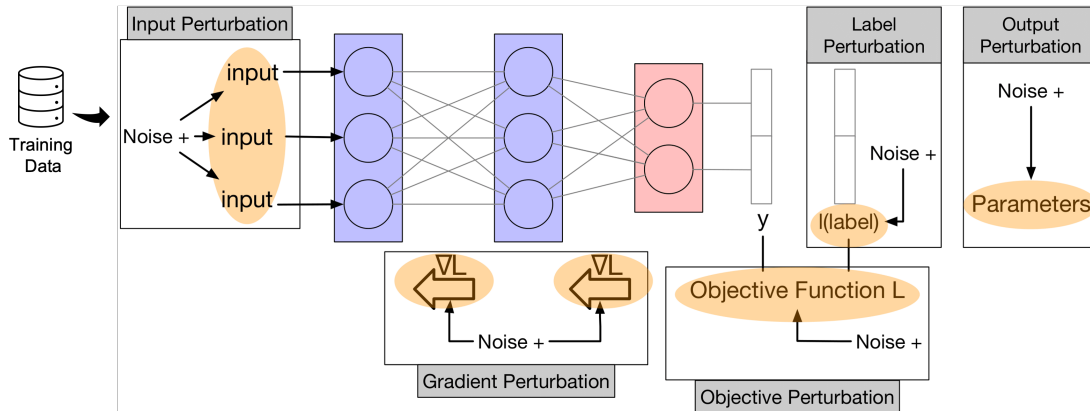 Input Perturbation
Label
Perturbation
Output
Perturbation
Training
Data
Noise +
input
input
input
y
Noise +
l(label)
Noise +
Parameters
∇L
∇L
Noise +
Gradient Perturbation
Objective Function L
Noise +
Objective Perturbation